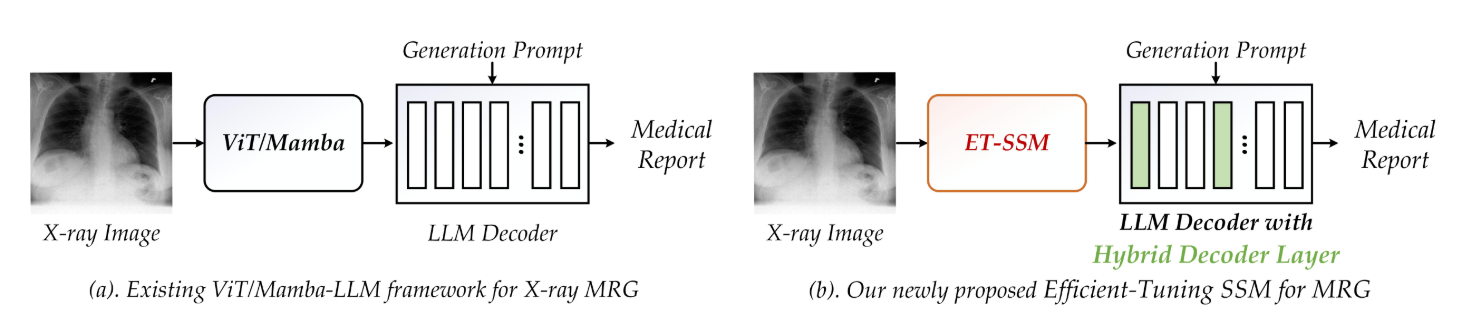 Generation Prompt
ViT/Mamba
Medical
Report
X-ray Image
LLM Decoder
(a). Existing ViT/Mamba-LLM framework for X-ray MRG
Generation Prompt
ET-SSM
Medical
Report
X-ray Image
LLM Decoder with
Hybrid Decoder Layer
(b). Our newly proposed Efficient-Tuning SSM for MRG